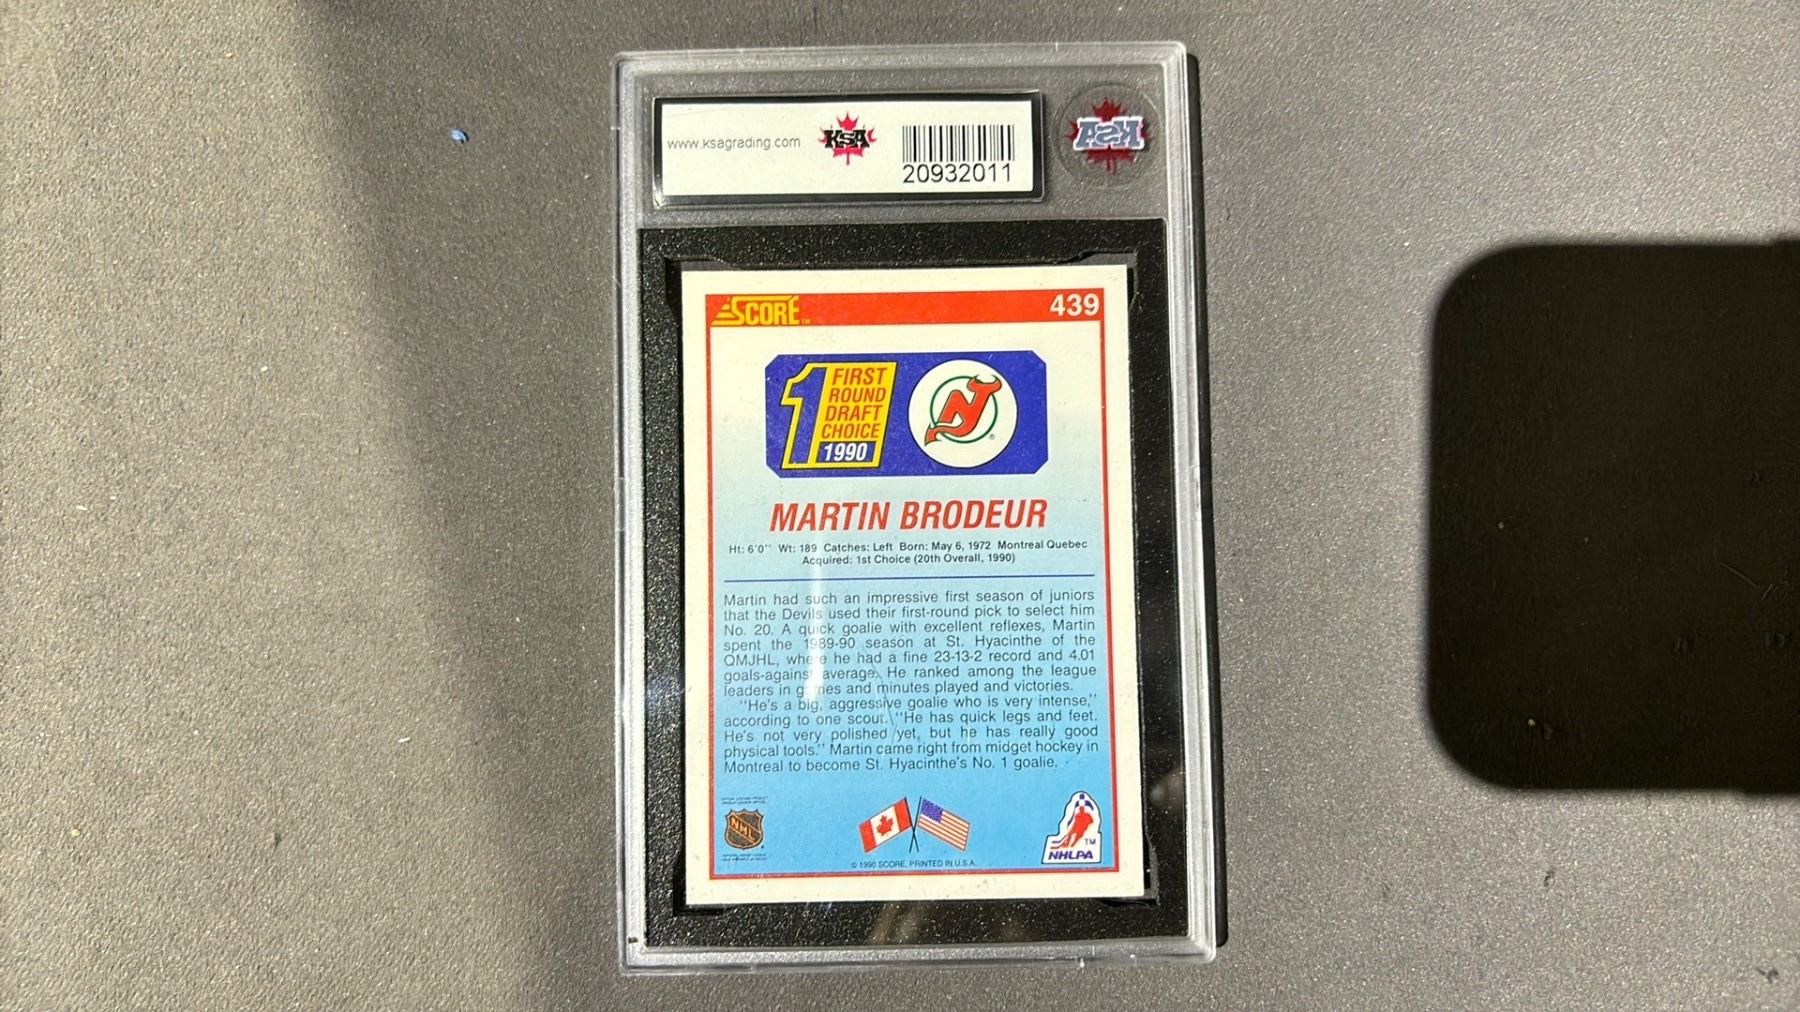 www.ksagrading.com
KSA
20932011
KSA
SCORE™
439
1
FIRST
ROUND
DRAFT
CHOICE
1990
NJ
MARTIN BRODEUR
Ht: 6'0'' Wt: 189 Catches: Left Born: May 6, 1972 Montreal Quebec
Acquired: 1st Choice (20th Overall, 1990)
Martin had such an impressive first season of juniors
that the Devils used their first-round pick to select him
No. 20. A quick goalie with excellent reflexes, Martin
spent the 1989-90 season at St. Hyacinthe of the
QMJHL, where he had a fine 23-13-2 record and 4.01
goals-against average. He ranked among the league
leaders in games and minutes played and victories.
''He's a big, aggressive goalie who is very intense,''
according to one scout. ''He has quick legs and feet.
He's not very polished yet, but he has really good
physical tools.'' Martin came right from midget hockey in
Montreal to become St. Hyacinthe's No. 1 goalie.
NHL
© 1990 SCORE, PRINTED IN U.S.A.
NHLPA TM